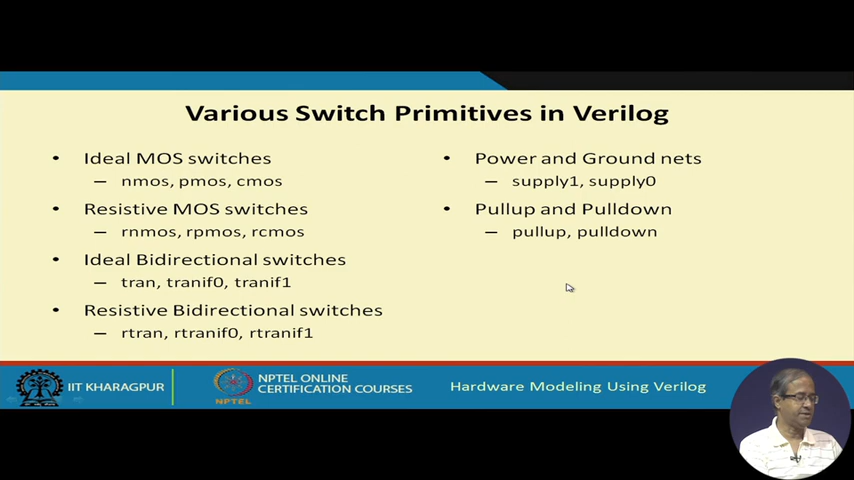 Various Switch Primitives in Verilog
• Ideal MOS switches
– nmos, pmos, cmos
• Resistive MOS switches
– rnmos, rpmos, rcmos
• Ideal Bidirectional switches
– tran, tranif0, tranif1
• Resistive Bidirectional switches
– rtran, rtranif0, rtranif1
• Power and Ground nets
– supply1, supply0
• Pullup and Pulldown
– pullup, pulldown
IIT KHARAGPUR
NPTEL
NPTEL ONLINE
CERTIFICATION COURSES
Hardware Modeling Using Verilog